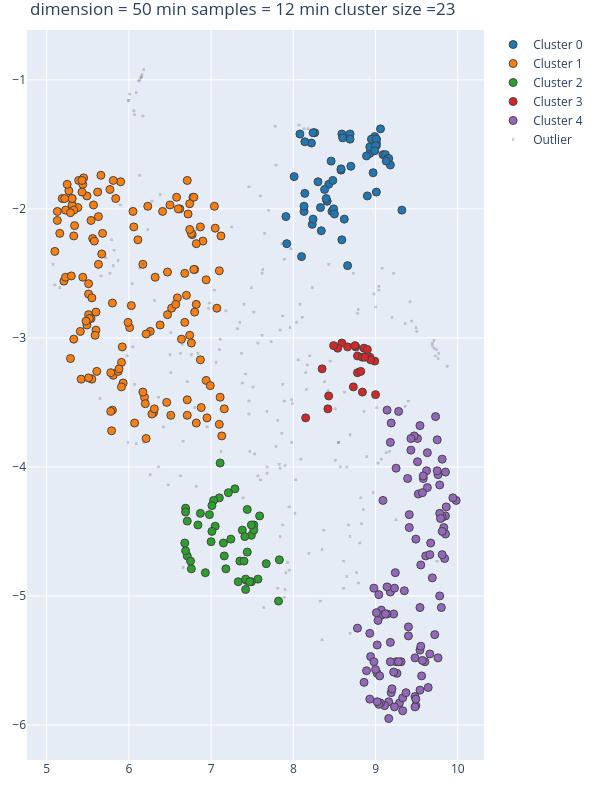 dimension = 50 min samples = 12 min cluster size =23
Cluster 0
Cluster 1
Cluster 2
Cluster 3
Cluster 4
Outlier
−1
−2
−3
−4
−5
−6
5 6 7 8 9 10